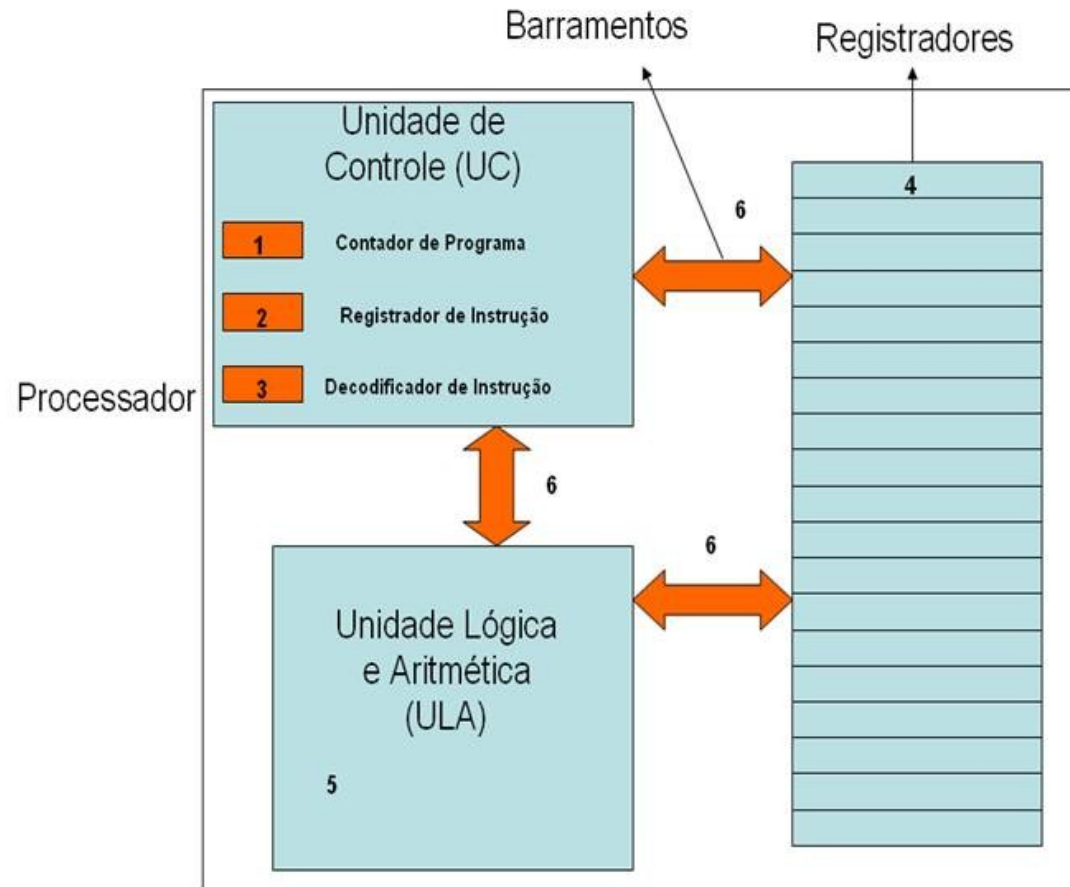 Barramentos
Registradores
Unidade de
Controle (UC)
4
6
1 Contador de Programa
2 Registrador de Instrução
3 Decodificador de Instrução
Processador
6
6
Unidade Lógica
e Aritmética
(ULA)
5